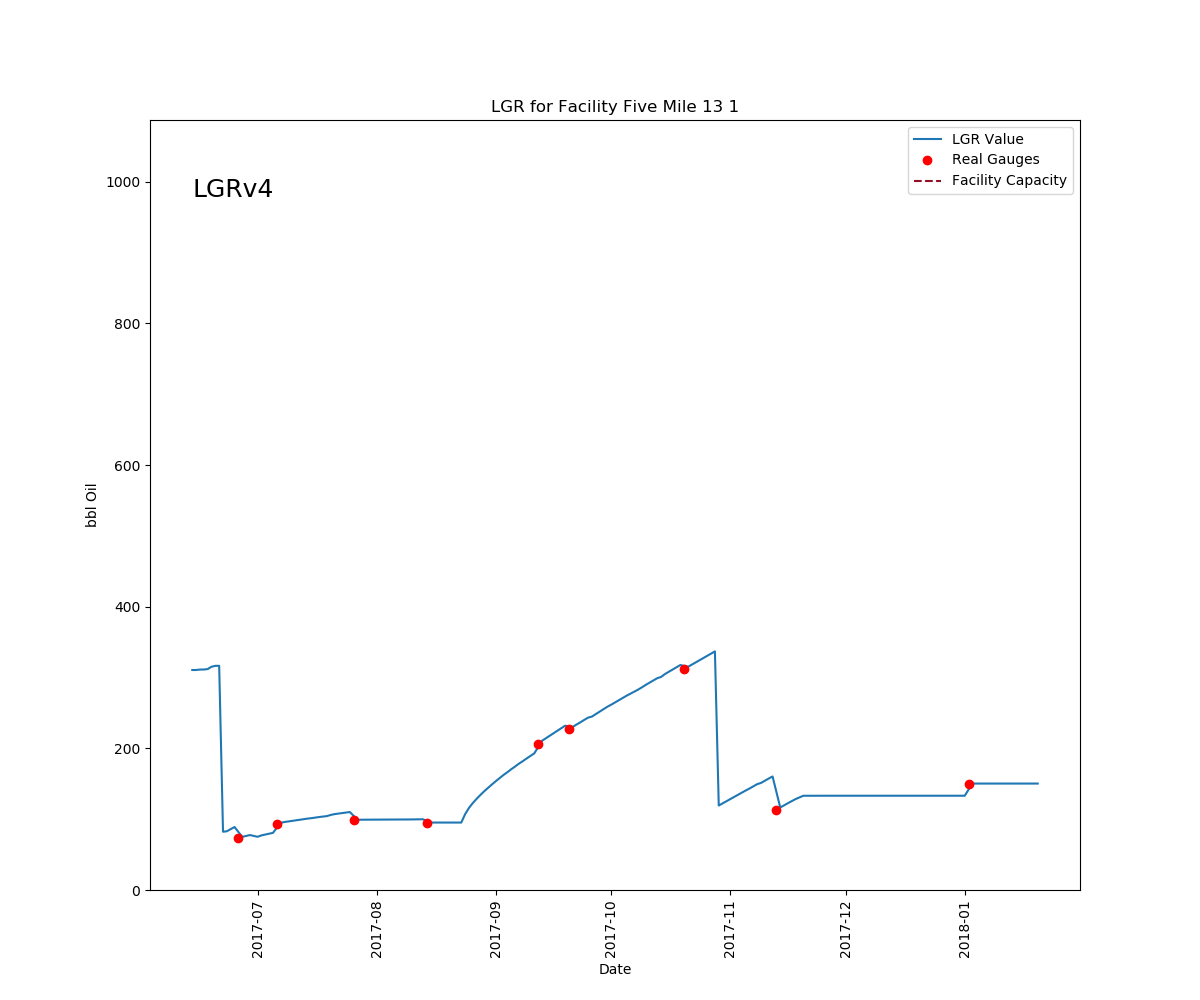 LGR for Facility Five Mile 13 1
LGRv4
LGR Value
Real Gauges
Facility Capacity
bbl Oil
1000
800
600
400
200
0
2017-07
2017-08
2017-09
2017-10
2017-11
2017-12
2018-01
Date